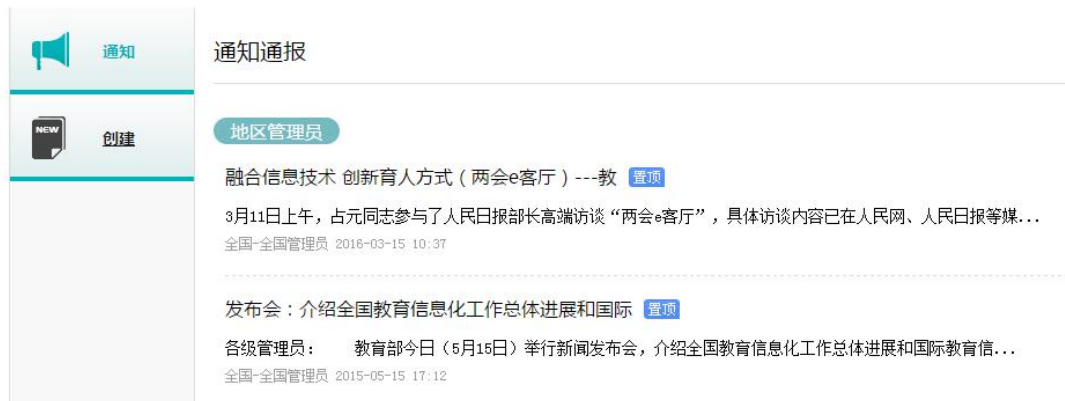 通知
通知通报
NEW
创建
地区管理员
融合信息技术 创新育人方式（两会e客厅）---教 置顶
3月11日上午，占元同志参与了人民日报部长高端访谈“两会e客厅”，具体访谈内容已在人民网、人民日报等媒...
全国-全国管理员 2016-03-15 10:37
发布会：介绍全国教育信息化工作总体进展和国际 置顶
各级管理员： 教育部今日（5月15日）举行新闻发布会，介绍全国教育信息化工作总体进展和国际教育信...
全国-全国管理员 2015-05-15 17:12